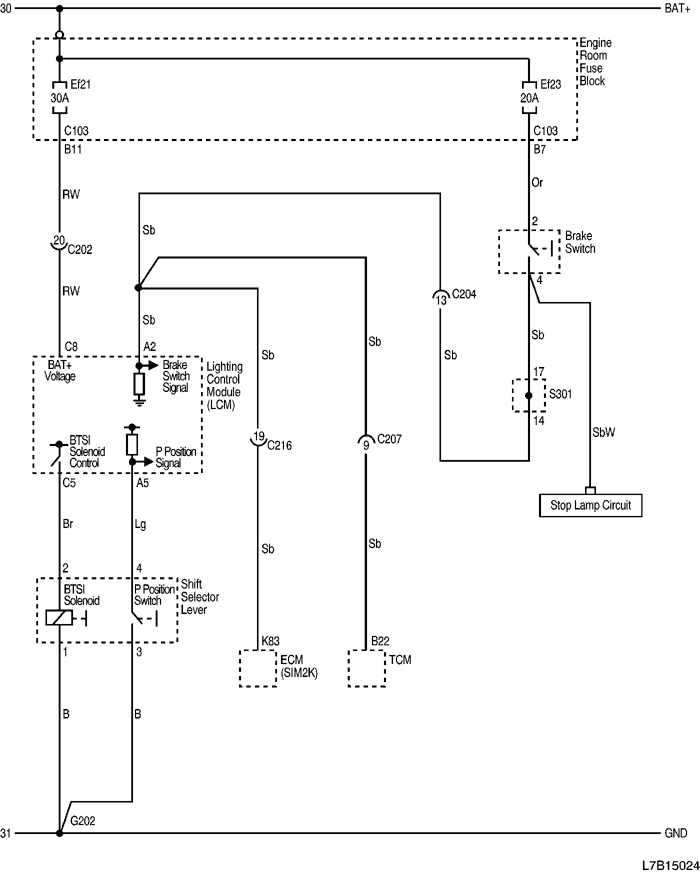 30
BAT+
Engine
Room
Fuse
Block
Ef21
30A
Ef23
20A
C103
B11
C103
B7
RW
Or
2
Sb
20
C202
Brake
Switch
4
RW
13
C204
Sb
Sb
Sb
Sb
Sb
C8
A2
BAT+
Voltage
Brake
Switch
Signal
Lighting
Control
Module
(LCM)
17
S301
14
SbW
BTSI
Solenoid
Control
P Position
Signal
19
C216
9
C207
C5
A5
Stop Lamp Circuit
Br
Lg
Sb
Sb
2
4
BTSI
Solenoid
P Position
Switch
Shift
Selector
Lever
1
3
K83
ECM
(SIM2K)
B22
TCM
B
B
G202
31
GND
L7B15024